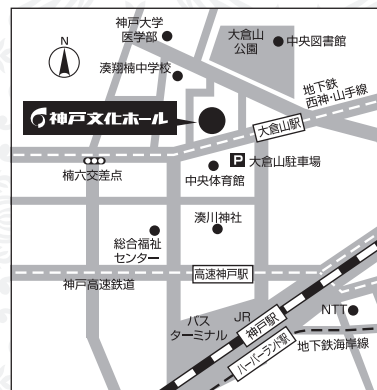 N
神戸大学
医学部
大倉山
公園
中央図書館
湊翔楠中学校
地下鉄
西神・山手線
神戸文化ホール
大倉山駅
P 大倉山駐車場
楠六交差点
中央体育館
湊川神社
総合福祉
センター
高速神戸駅
神戸高速鉄道
バス
ターミナル
JR
神戸駅
NTT
ハーバーランド駅
地下鉄海岸線